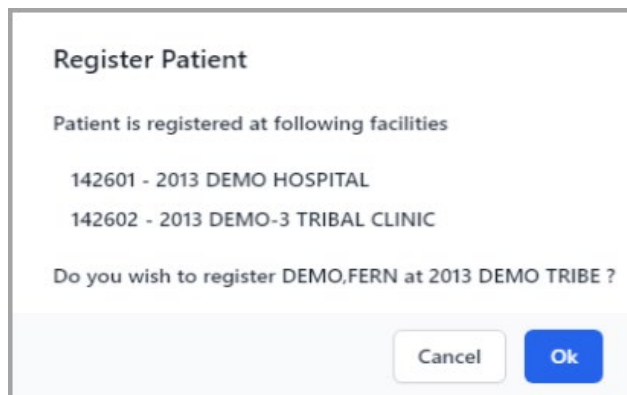 Register Patient
Patient is registered at following facilities
142601 - 2013 DEMO HOSPITAL
142602 - 2013 DEMO-3 TRIBAL CLINIC
Do you wish to register DEMO,FERN at 2013 DEMO TRIBE ?
Cancel Ok